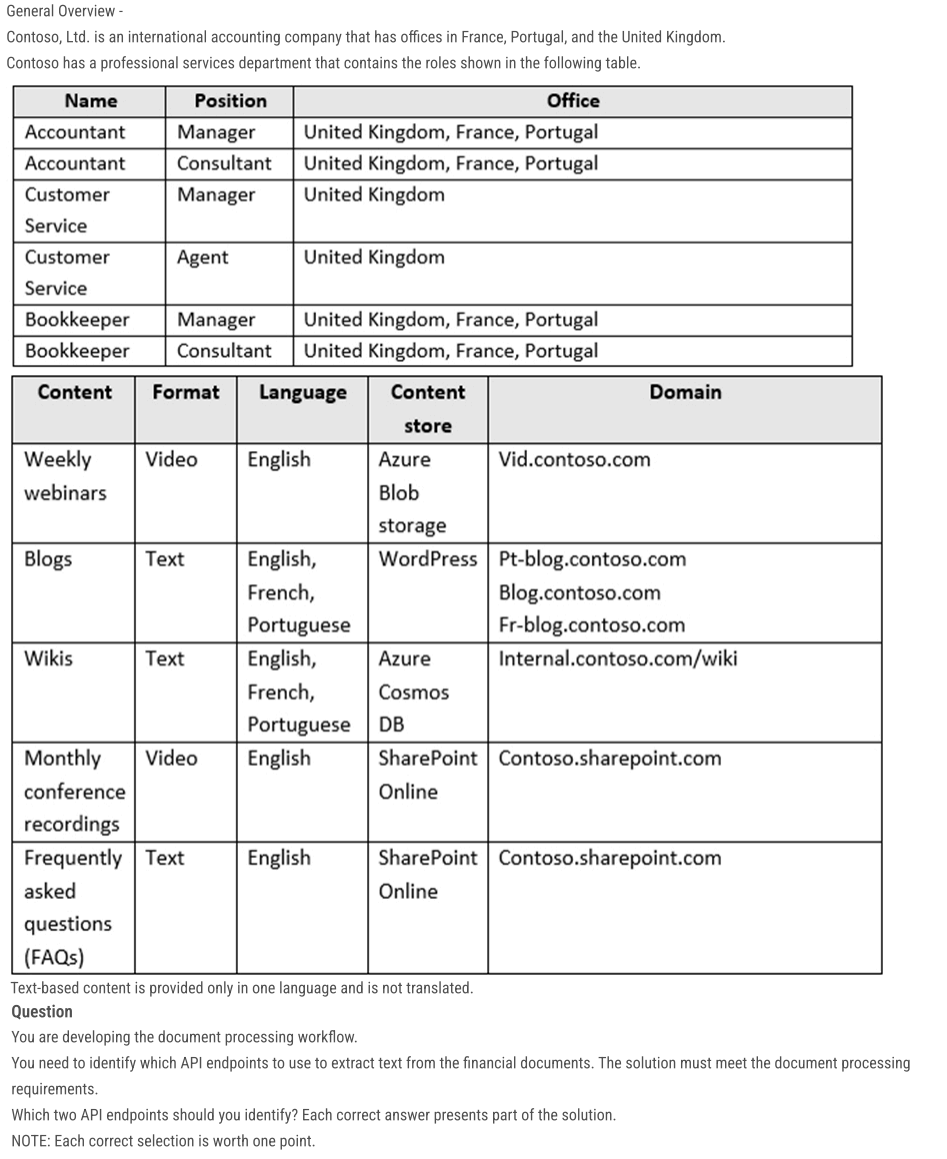 General Overview -
Contoso, Ltd. is an international accounting company that has offices in France, Portugal, and the United Kingdom.
Contoso has a professional services department that contains the roles shown in the following table.
Name Position Office
Accountant Manager United Kingdom, France, Portugal
Accountant Consultant United Kingdom, France, Portugal
Customer Manager United Kingdom
Service
Customer Agent United Kingdom
Service
Bookkeeper Manager United Kingdom, France, Portugal
Bookkeeper Consultant United Kingdom, France, Portugal
Content Format Language Content Domain
store
Weekly Video English Azure Vid.contoso.com
webinars Blob
storage
Blogs Text English, WordPress Pt-blog.contoso.com
French, Blog.contoso.com
Portuguese Fr-blog.contoso.com
Wikis Text English, Azure Internal.contoso.com/wiki
French, Cosmos
Portuguese DB
Monthly Video English SharePoint Contoso.sharepoint.com
conference Online
recordings
Frequently Text English SharePoint Contoso.sharepoint.com
asked Online
questions
(FAQs)
Text-based content is provided only in one language and is not translated.
Question
You are developing the document processing workflow.
You need to identify which API endpoints to use to extract text from the financial documents. The solution must meet the document processing
requirements.
Which two API endpoints should you identify? Each correct answer presents part of the solution.
NOTE: Each correct selection is worth one point.